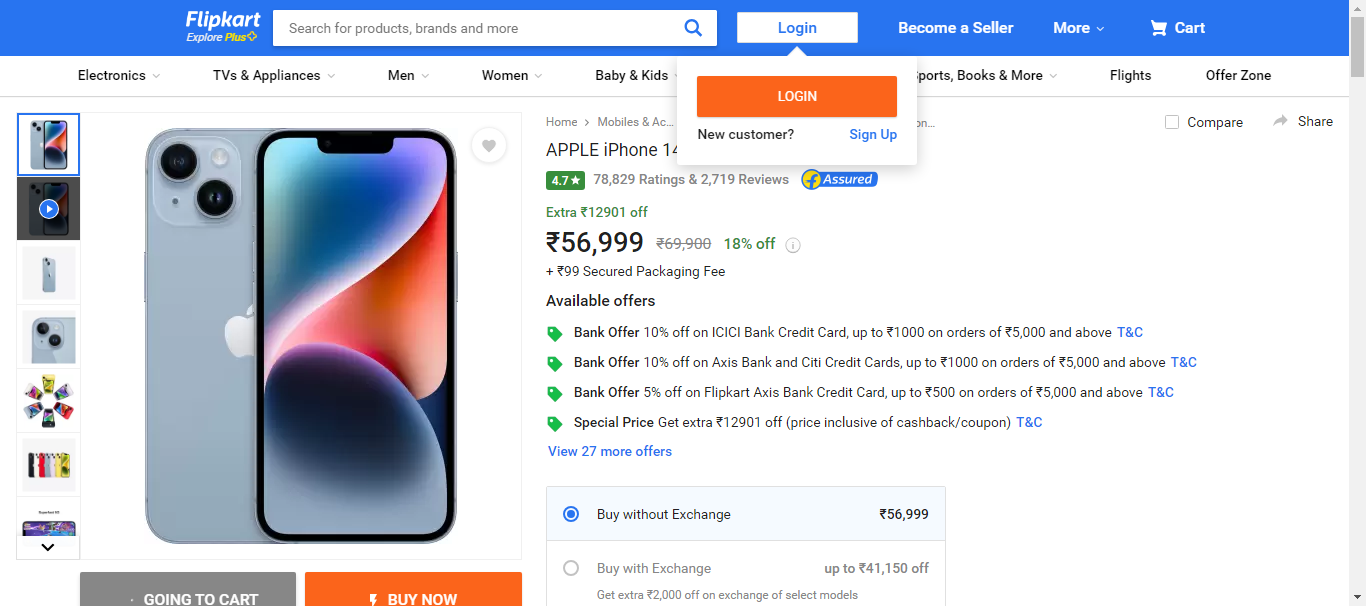 Flipkart
Explore Plus
Search for products, brands and more
Login
Become a Seller
More
Cart
Electronics
TVs & Appliances
Men
Women
Baby & Kids
Sports, Books & More
Flights
Offer Zone
LOGIN
New customer?
Sign Up
Home
Mobiles & Ac...
on...
Compare
Share
APPLE iPhone 14
4.7★
78,829 Ratings & 2,719 Reviews
Assured
Extra ₹12901 off
₹56,999 ₹69,900 18% off
+ ₹99 Secured Packaging Fee
Available offers
Bank Offer 10% off on ICICI Bank Credit Card, up to ₹1000 on orders of ₹5,000 and above T&C
Bank Offer 10% off on Axis Bank and Citi Credit Cards, up to ₹1000 on orders of ₹5,000 and above T&C
Bank Offer 5% off on Flipkart Axis Bank Credit Card, up to ₹500 on orders of ₹5,000 and above T&C
Special Price Get extra ₹12901 off (price inclusive of cashback/coupon) T&C
View 27 more offers
Buy without Exchange ₹56,999
Buy with Exchange up to ₹41,150 off
Get extra ₹2,000 off on exchange of select models
GOING TO CART
BUY NOW